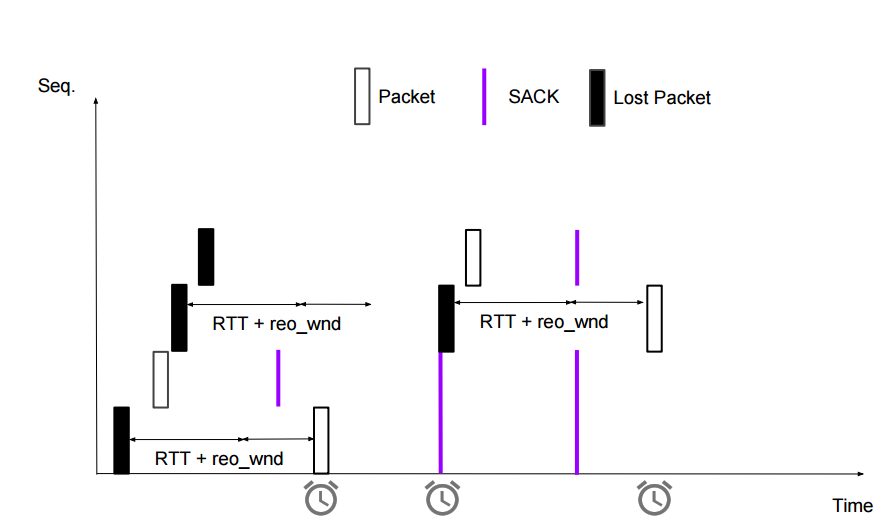 Seq.
Packet
SACK
Lost Packet
RTT + reo_wnd
RTT + reo_wnd
RTT + reo_wnd
Time